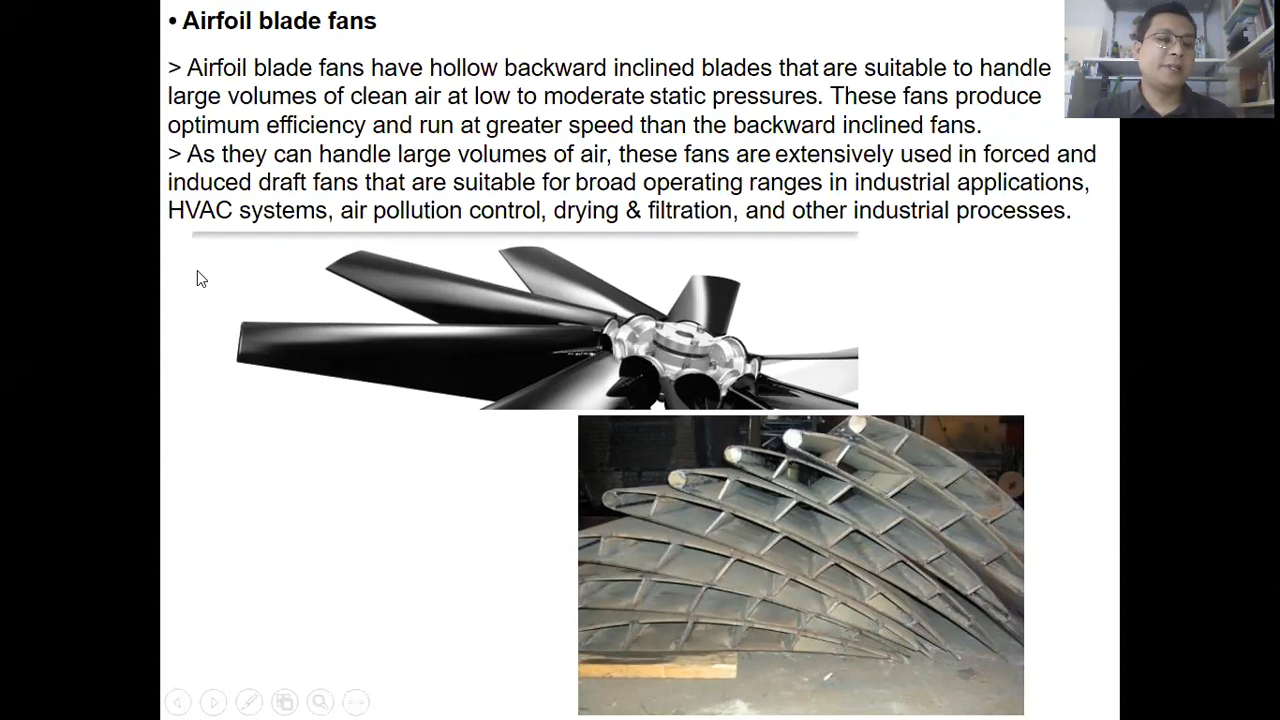 • Airfoil blade fans
> Airfoil blade fans have hollow backward inclined blades that are suitable to handle
large volumes of clean air at low to moderate static pressures. These fans produce
optimum efficiency and run at greater speed than the backward inclined fans.
> As they can handle large volumes of air, these fans are extensively used in forced and
induced draft fans that are suitable for broad operating ranges in industrial applications,
HVAC systems, air pollution control, drying & filtration, and other industrial processes.